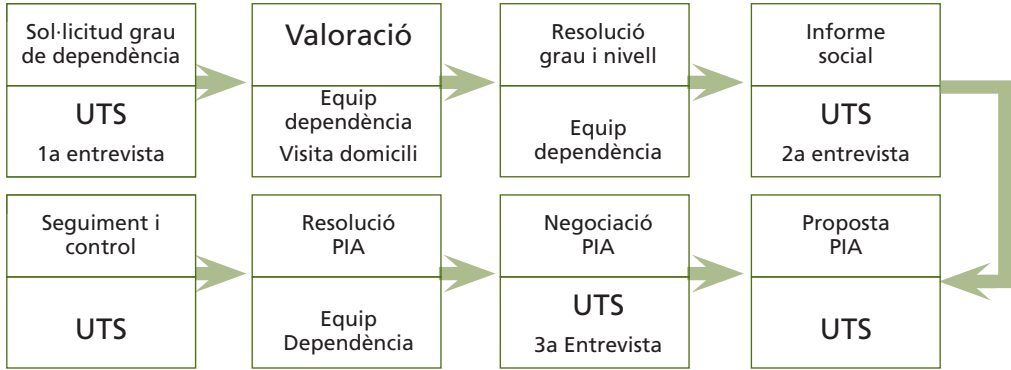 Sol·licitud grau
de dependència
UTS
1a entrevista
Valoració
Equip
dependència
Visita domicili
Resolució
grau i nivell
Equip
dependència
Informe
social
UTS
2a entrevista
Seguiment i
control
UTS
Resolució
PIA
Equip
Dependència
Negociació
PIA
UTS
3a Entrevista
Proposta
PIA
UTS